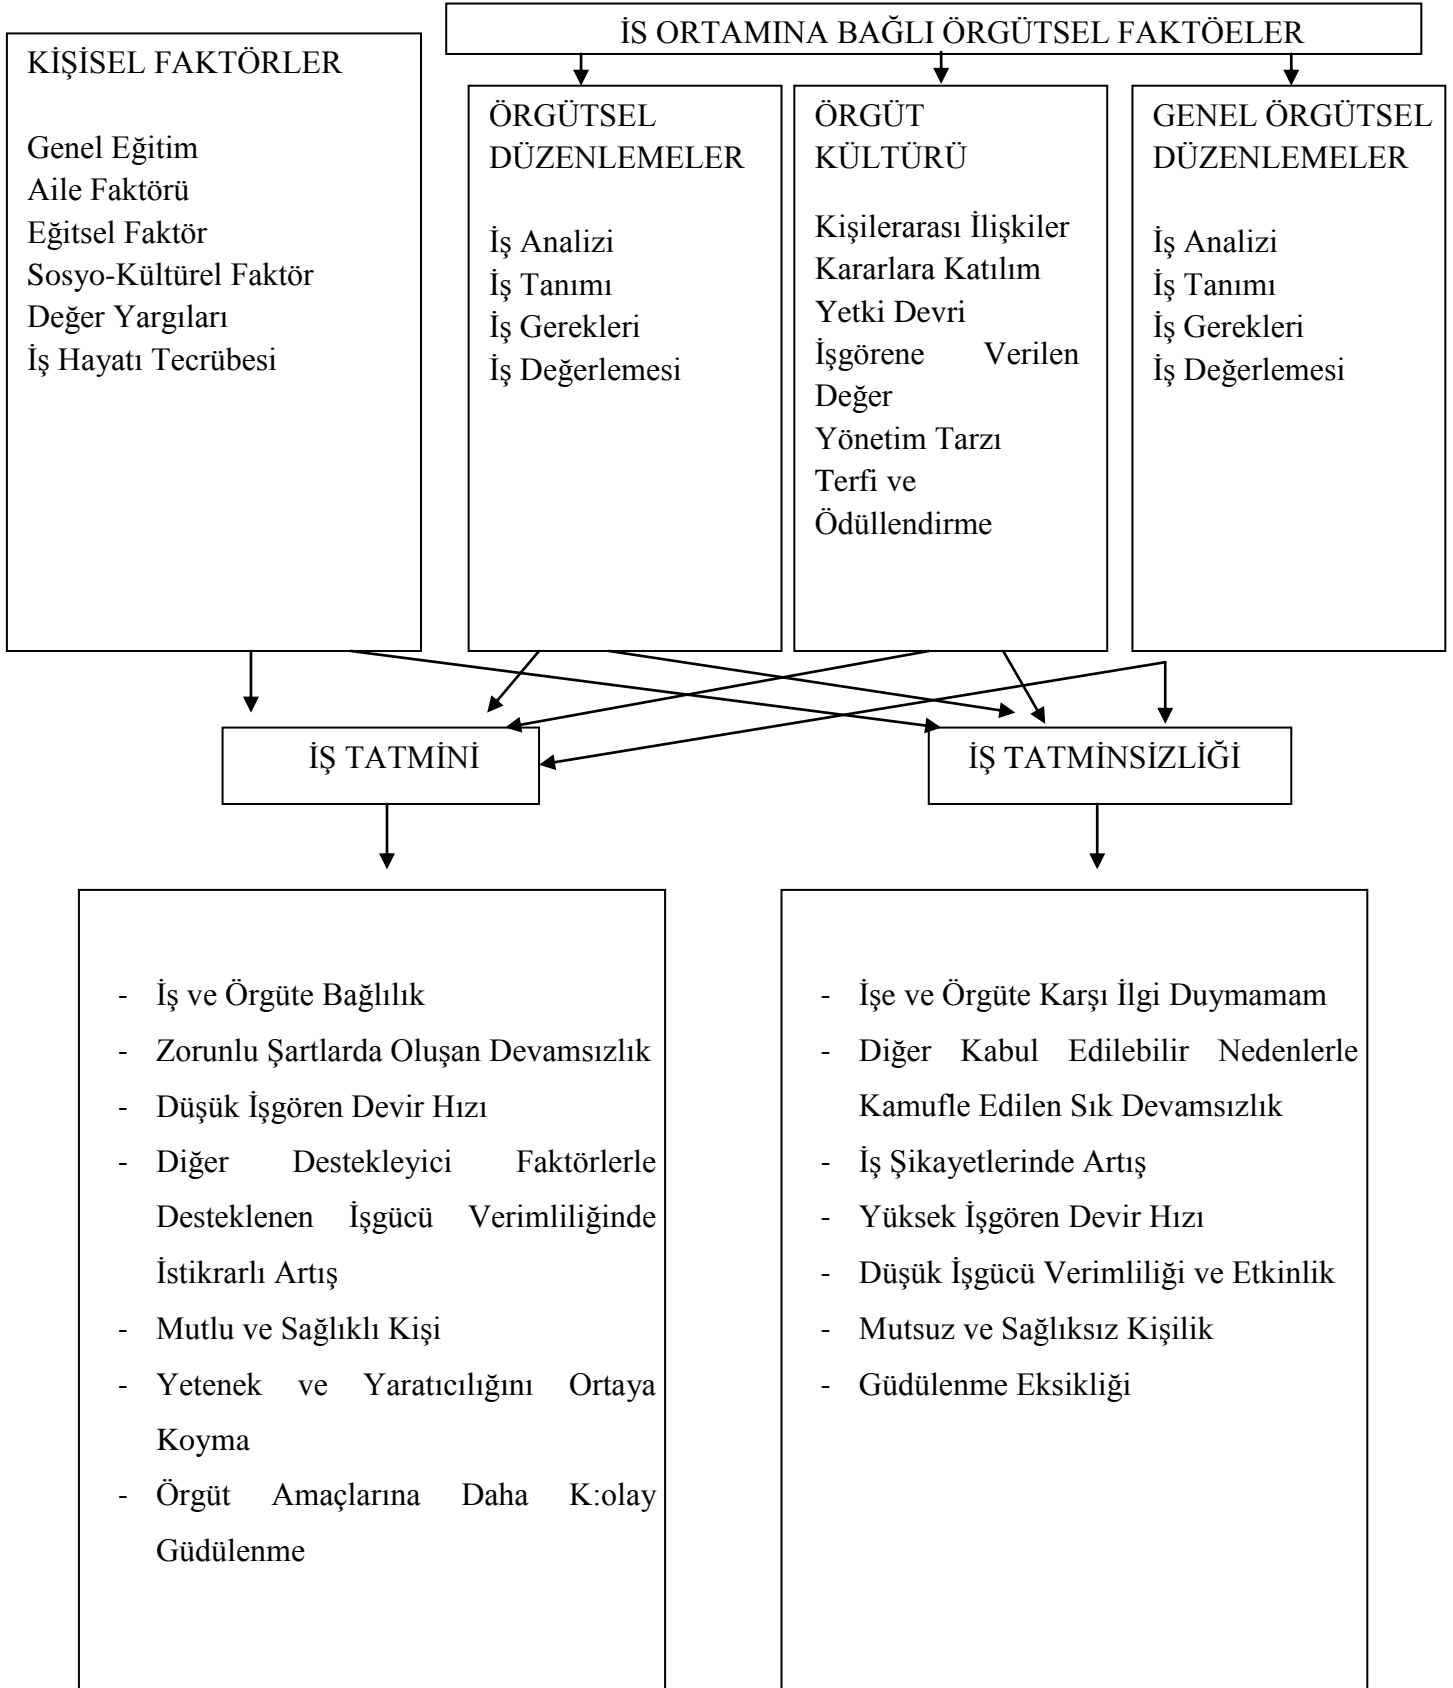 İS ORTAMINA BAĞLI ÖRGÜTSEL FAKTÖELER
KİŞİSEL FAKTÖRLER
Genel Eğitim
Aile Faktörü
Eğitsel Faktör
Sosyo-Kültürel Faktör
Değer Yargıları
İş Hayatı Tecrübesi
ÖRGÜTSEL
DÜZENLEMELER
İş Analizi
İş Tanımı
İş Gerekleri
İş Değerlemesi
ÖRGÜT
KÜLTÜRÜ
Kişilerarası İlişkiler
Kararlara Katılım
Yetki Devri
İşgörene Verilen
Değer
Yönetim Tarzı
Terfi ve
Ödüllendirme
GENEL ÖRGÜTSEL
DÜZENLEMELER
İş Analizi
İş Tanımı
İş Gerekleri
İş Değerlemesi
İŞ TATMİNİ
İŞ TATMINSİZLİĞİ
- İş ve Örgüte Bağlılık
- Zorunlu Şartlarda Oluşan Devamsızlık
- Düşük İşgören Devir Hızı
- Diğer Destekleyici Faktörlerle
Desteklenen İşgücü Verimliliğinde
İstikrarlı Artış
- Mutlu ve Sağlıklı Kişi
- Yetenek ve Yaratıcılığını Ortaya
Koyma
- Örgüt Amaçlarına Daha K:olay
Güdülenme
- İşe ve Örgüte Karşı İlgi Duymamam
- Diğer Kabul Edilebilir Nedenlerle
Kamufle Edilen Sık Devamsızlık
- İş Şikayetlerinde Artış
- Yüksek İşgören Devir Hızı
- Düşük İşgücü Verimliliği ve Etkinlik
- Mutsuz ve Sağlıksız Kişilik
- Güdülenme Eksikliği